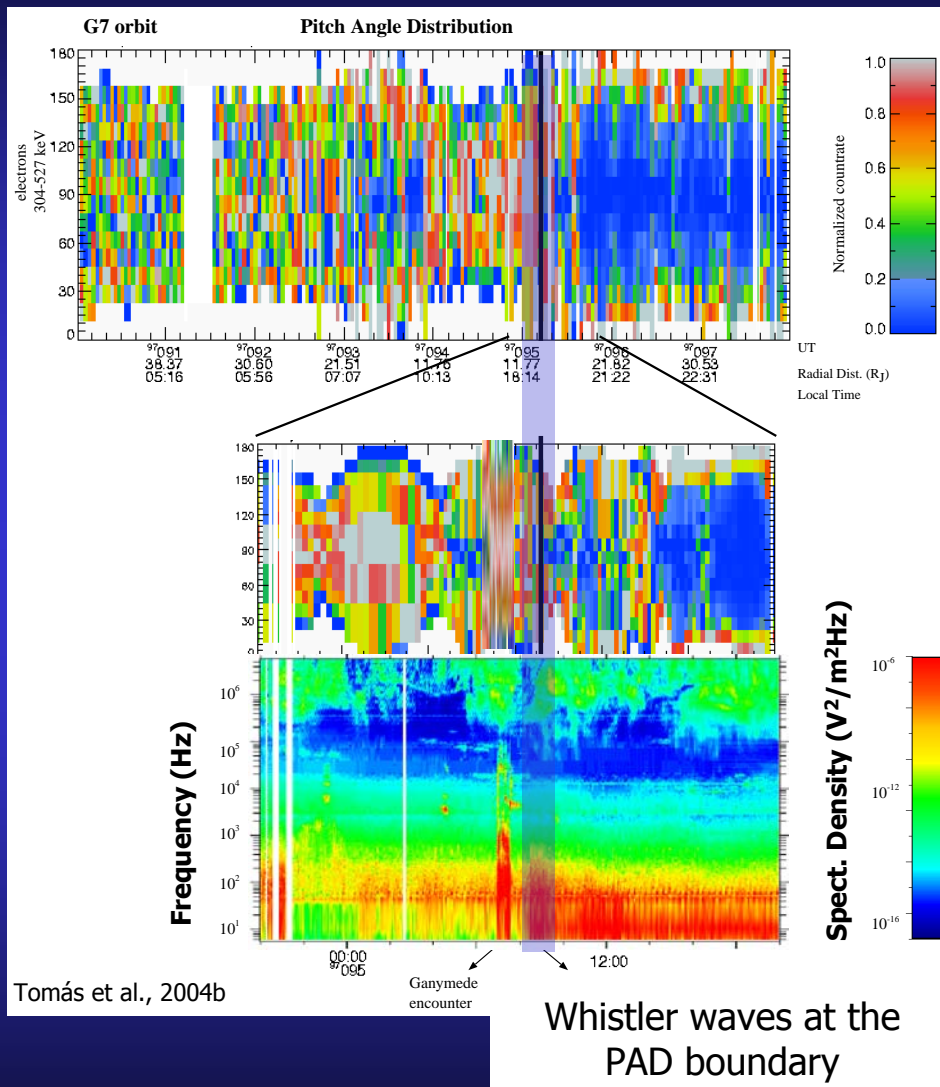 G7 orbit Pitch Angle Distribution
electrons
304-527 keV
180
150
120
90
60
30
0
1.0
0.8
0.6
0.4
0.2
0.0
Normalized countrate
97091 97092 97093 97094 97095 97096 97097 UT
38.37 30.60 21.51 11.76 11.77 21.82 30.53 Radial Dist. (RJ)
05:16 05:56 07:07 10:13 18:14 21:22 22:31 Local Time
180
150
120
90
60
30
0
Frequency (Hz)
10⁶
10⁵
10⁴
10³
10²
10¹
Spect. Density (V²/m²Hz)
10⁻⁶
10⁻¹²
10⁻¹⁶
00:00 12:00
97095
Ganymede
encounter
Tomás et al., 2004b
Whistler waves at the
PAD boundary